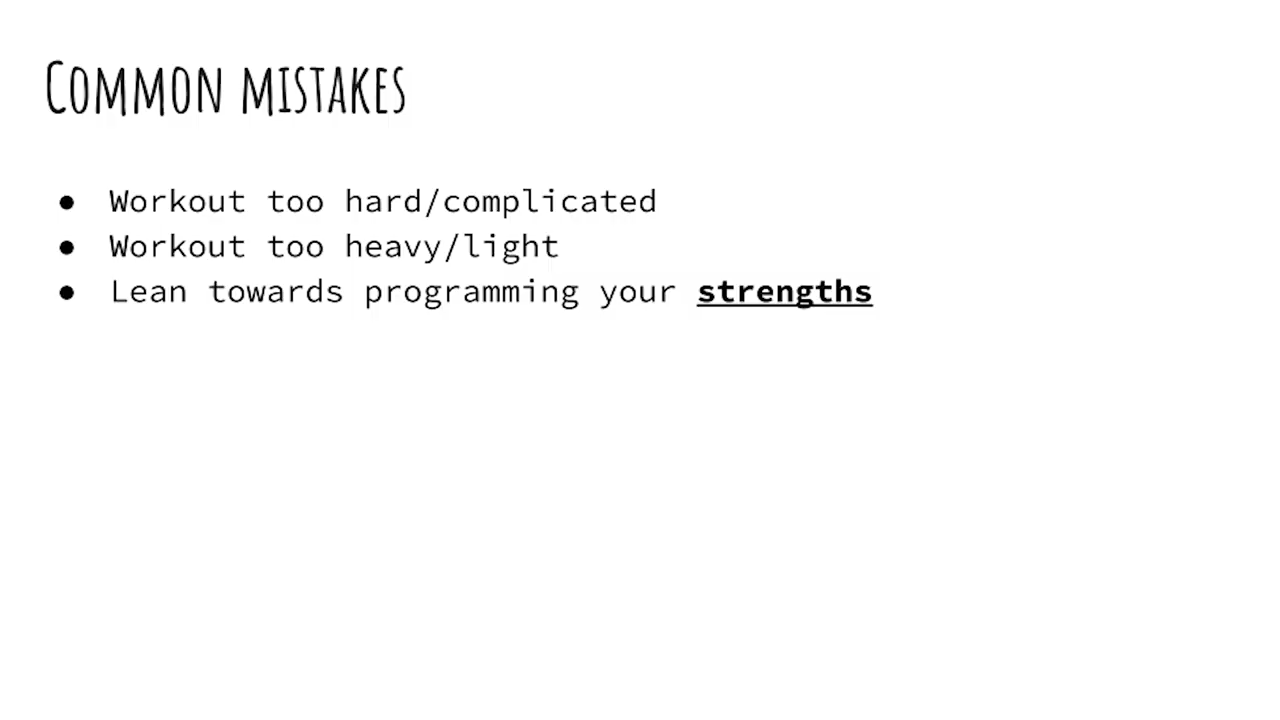 Common mistakes
● Workout too hard/complicated
● Workout too heavy/light
● Lean towards programming your strengths